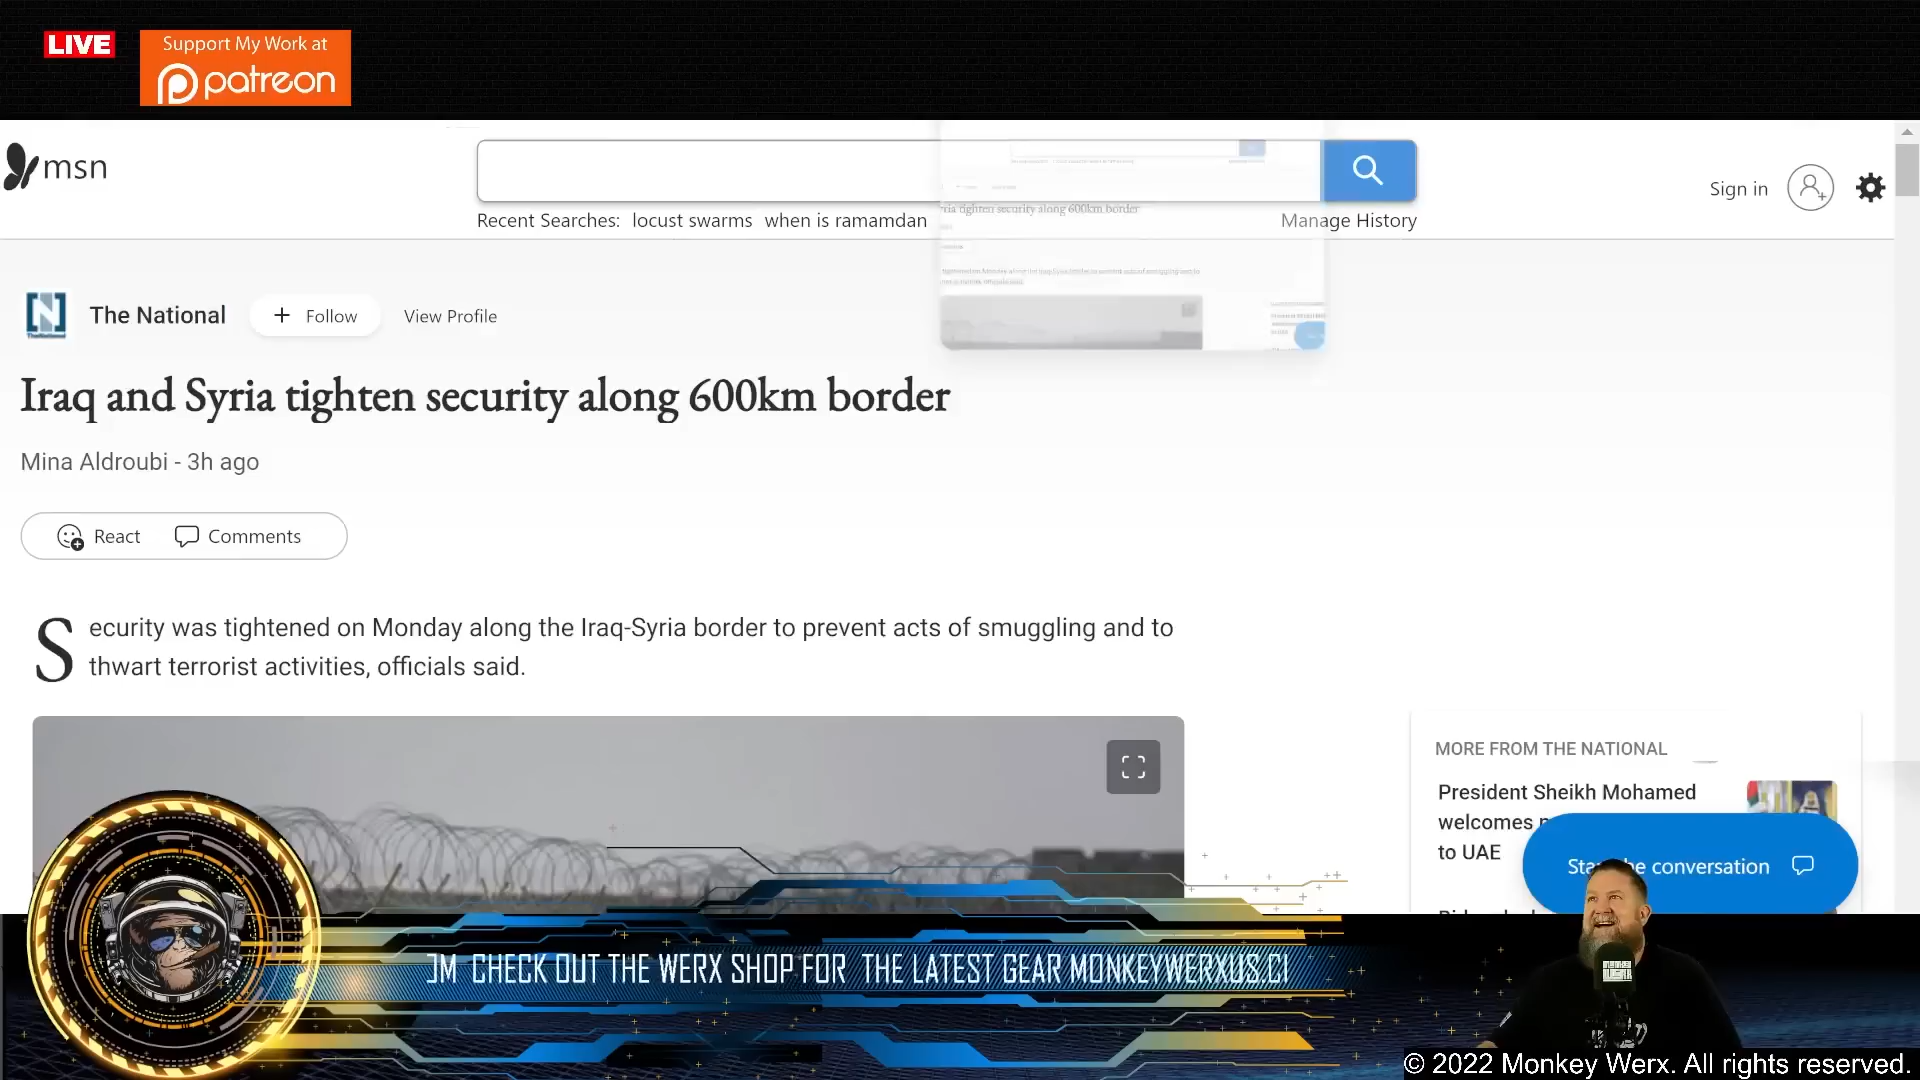 LIVE
Support My Work at
patreon
msn
Recent Searches: locust swarms when is ramamdan
Manage History
Sign in
The National
+ Follow
View Profile
Iraq and Syria tighten security along 600km border
Mina Aldroubi - 3h ago
React
Comments
Security was tightened on Monday along the Iraq-Syria border to prevent acts of smuggling and to
thwart terrorist activities, officials said.
MORE FROM THE NATIONAL
President Sheikh Mohamed
welcomes
to UAE
conversation
CHECK OUT THE WERX SHOP FOR THE LATEST GEAR MONKEYWERXUS.C
© 2022 Monkey Werx. All rights reserved.